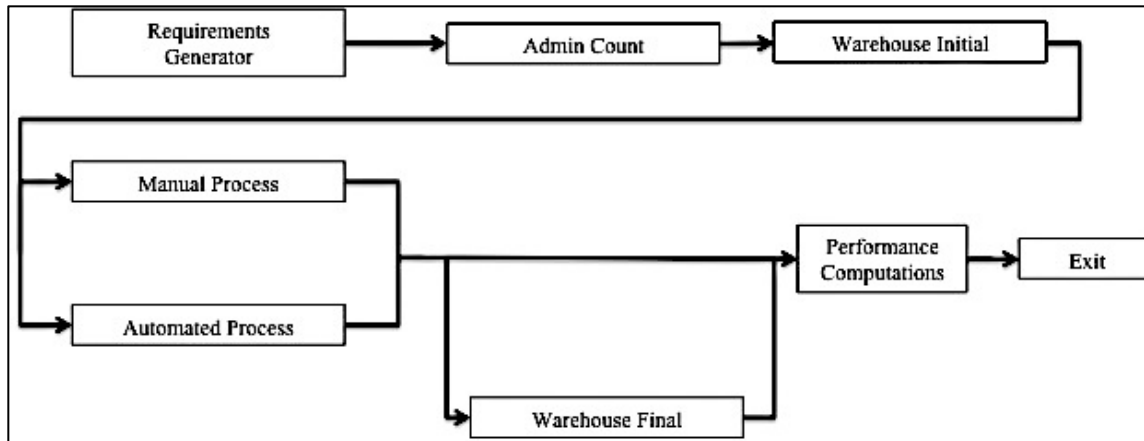 Requirements
Generator
Admin Count
Warehouse Initial
Manual Process
Automated Process
Performance
Computations
Exit
Warehouse Final